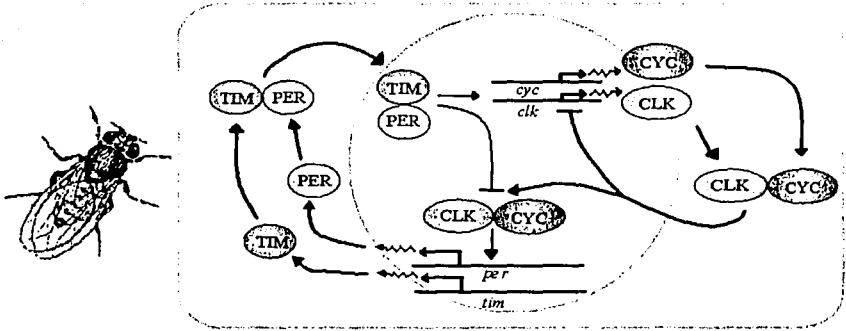 CYC
cyc
TIM PER
TIM
clk
CLK
PER
PER
CLK CYC
CLK CYC
TIM
per
tim